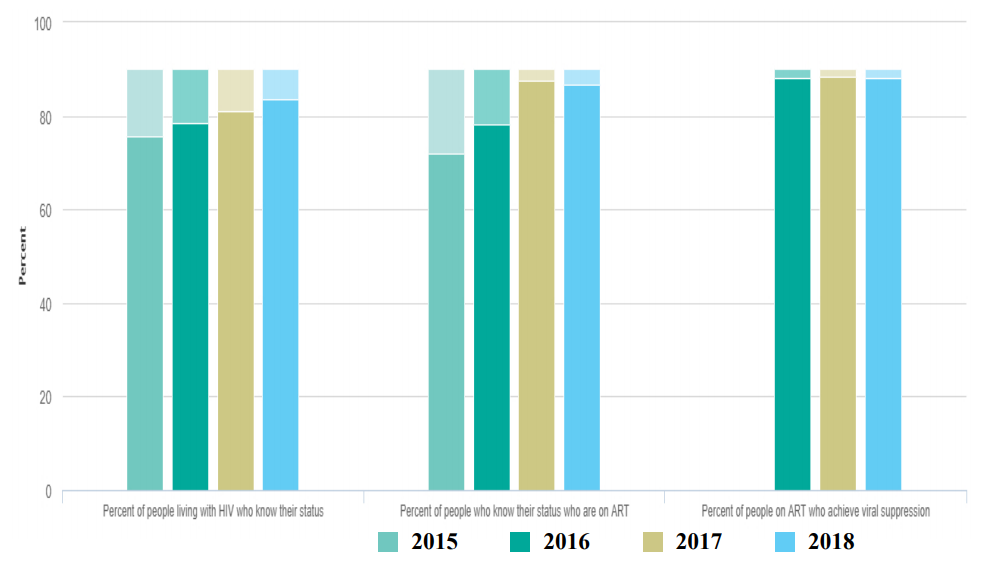 100
80
60
40
20
0
Percent
Percent of people living with HIV who know their status
Percent of people who know their status who are on ART
Percent of people on ART who achieve viral suppression
2015
2016
2017
2018